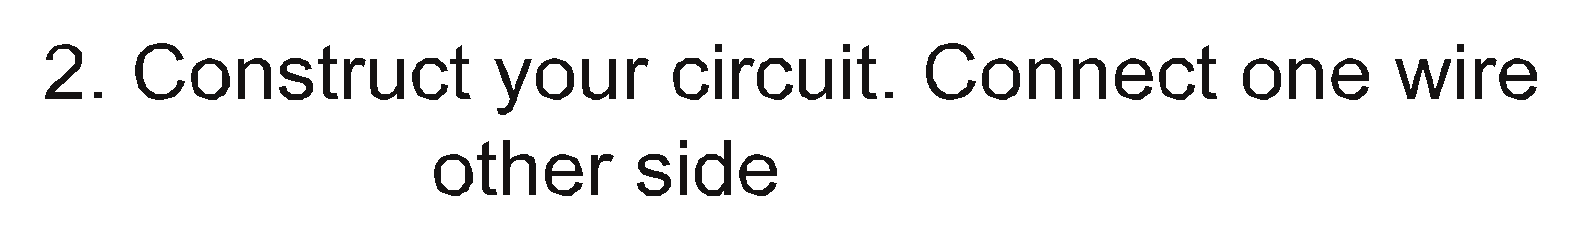 2. Construct your circuit. Connect one wire
other side